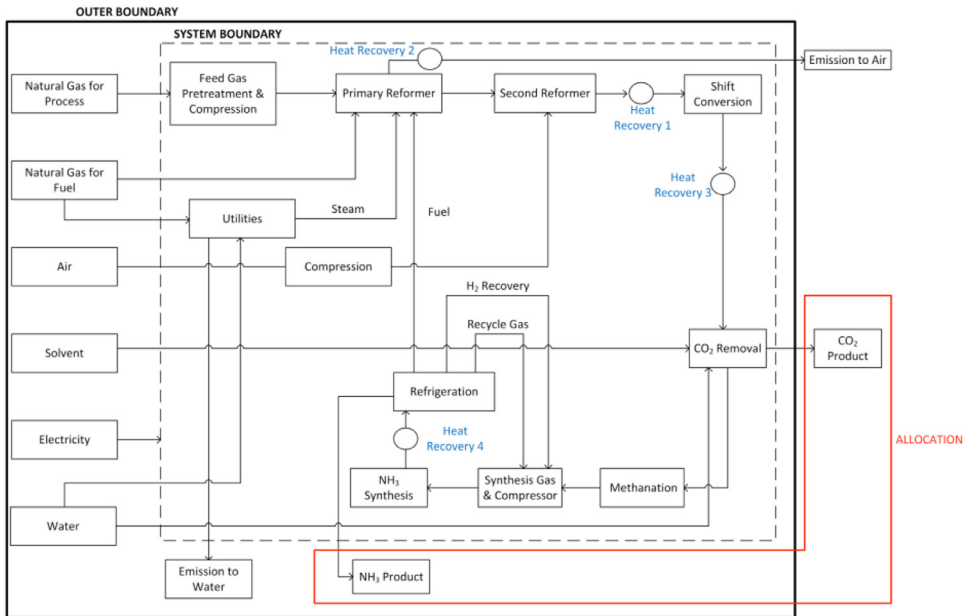 OUTER BOUNDARY
SYSTEM BOUNDARY
Heat Recovery 2
Emission to Air
Natural Gas for
Process
Feed Gas
Pretreatment &
Compression
Primary Reformer
Second Reformer
Heat
Recovery 1
Shift
Conversion
Natural Gas for
Fuel
Heat
Recovery 3
Utilities
Steam
Fuel
Air
Compression
H₂ Recovery
Recycle Gas
Solvent
CO₂ Removal
CO₂
Product
Refrigeration
Electricity
Heat
Recovery 4
ALLOCATION
NH₃
Synthesis
Synthesis Gas
& Compressor
Methanation
Water
Emission to
Water
NH₃ Product